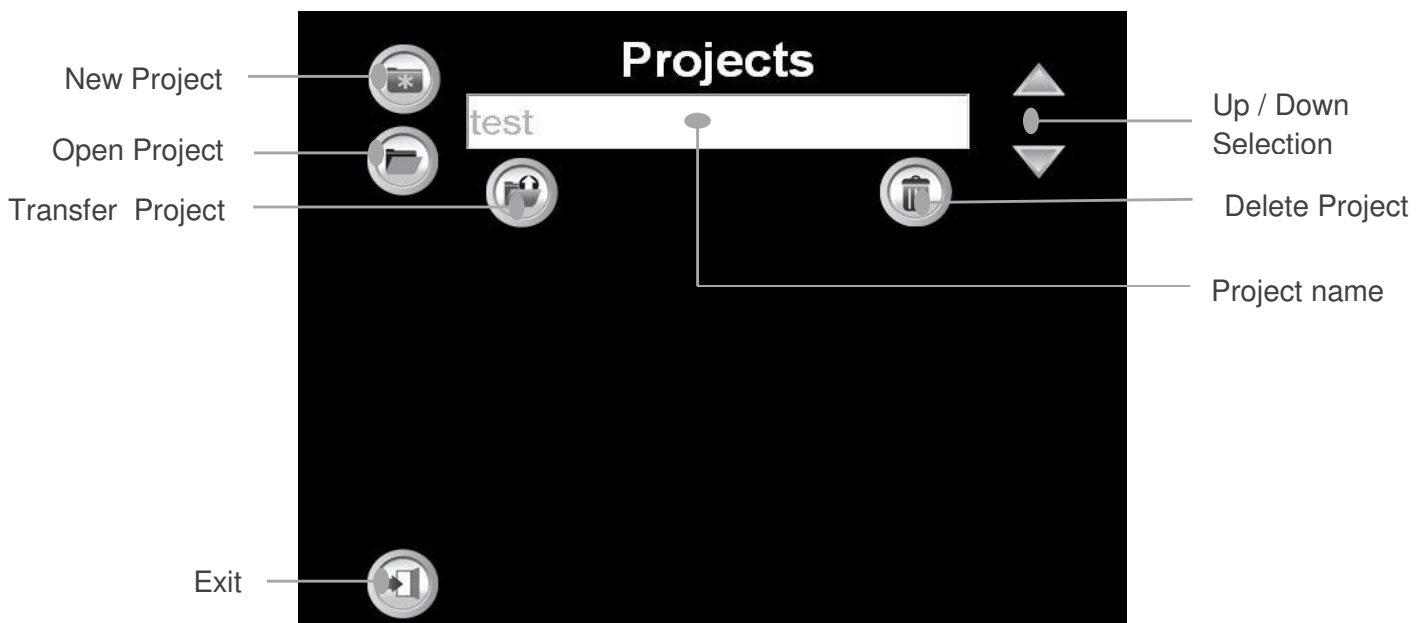 Projects
New Project
test
Up / Down
Selection
Open Project
Transfer Project
Delete Project
Project name
Exit